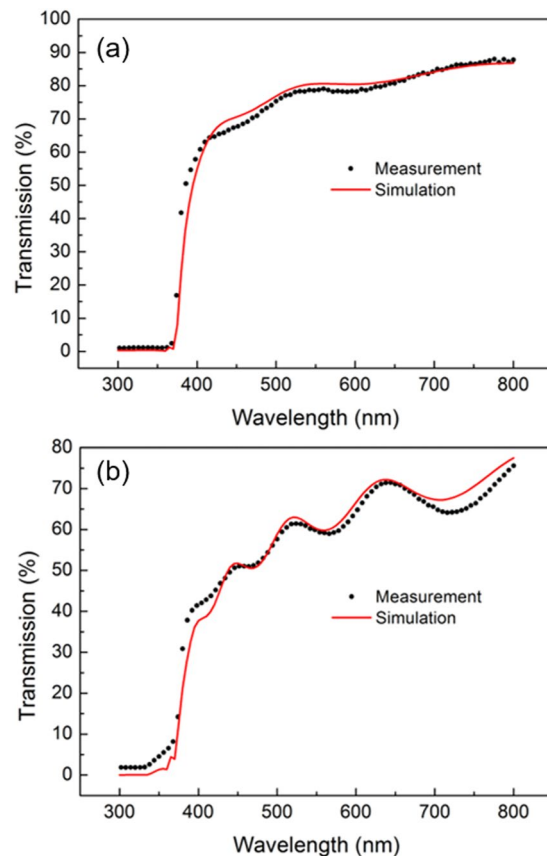 (a)
100
90
80
70
60
50
40
30
20
10
0
Transmission (%)
Measurement
Simulation
300 400 500 600 700 800
Wavelength (nm)
(b)
80
70
60
50
40
30
20
10
0
Transmission (%)
Measurement
Simulation
300 400 500 600 700 800
Wavelength (nm)